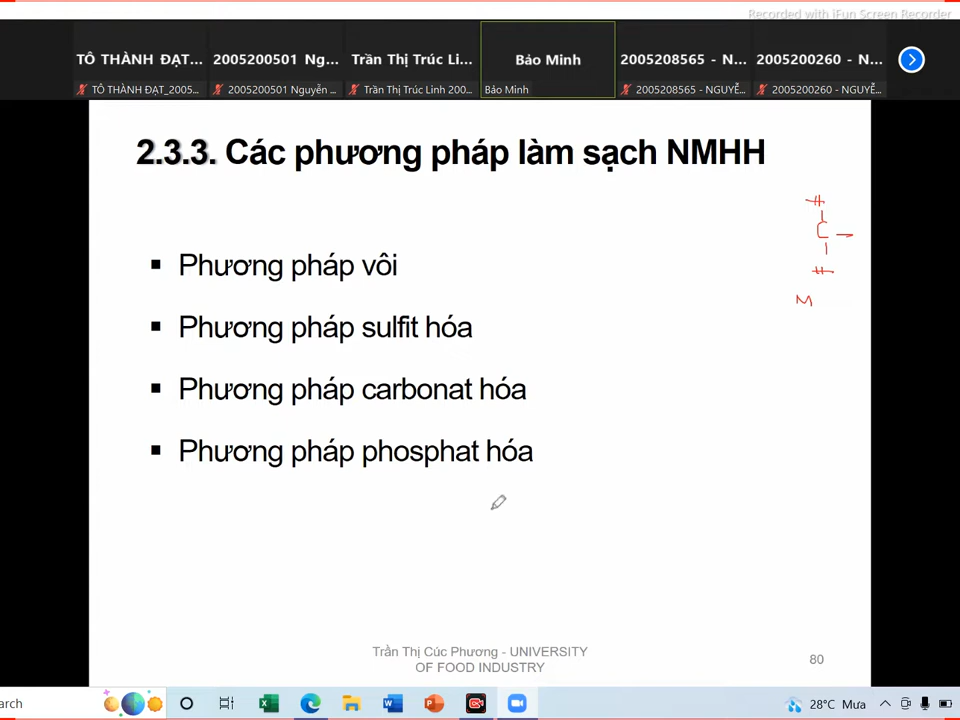 Recorded with iFun Screen Recorder
TÔ THÀNH ĐẠT... 2005200501 Ng... Trần Thị Trúc Li... Bảo Minh 2005208565 - N... 2005200260 - N...
TÔ THÀNH ĐẠT_2005... 2005200501 Nguyễn ... Trần Thị Trúc Linh 200... Bảo Minh 2005208565 - NGUYỄ... 2005200260 - NGUYỄ...
2.3.3. Các phương pháp làm sạch NMHH
▪ Phương pháp vôi
▪ Phương pháp sulfit hóa
▪ Phương pháp carbonat hóa
▪ Phương pháp phosphat hóa
Trần Thị Cúc Phương - UNIVERSITY
OF FOOD INDUSTRY
80
arch
28°C Mưa